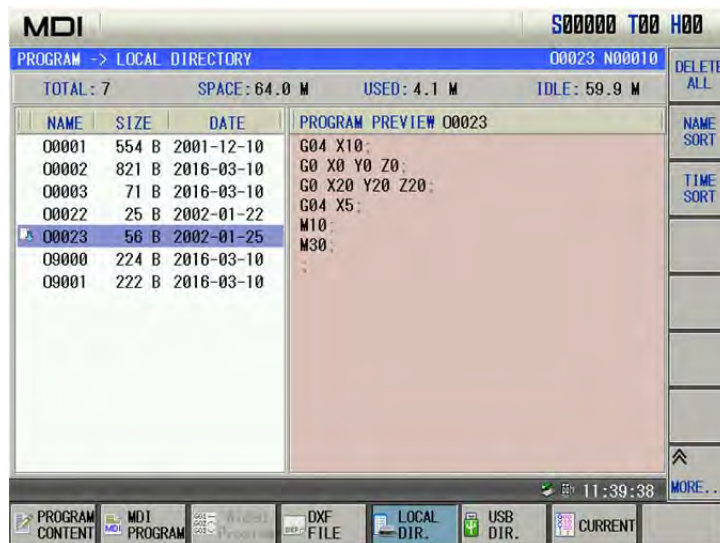 MDI S00000 T00 H00
PROGRAM -> LOCAL DIRECTORY O0023 N00010
TOTAL: 7 SPACE: 64.0 M USED: 4.1 M IDLE: 59.9 M
DELETE
ALL
NAME SIZE DATE PROGRAM PREVIEW O0023
O0001 554 B 2001-12-10
O0002 821 B 2016-03-10
O0003 71 B 2016-03-10
O0022 25 B 2002-01-22
O0023 56 B 2002-01-25
O9000 224 B 2016-03-10
O9001 222 B 2016-03-10
G04 X10;
G0 X0 Y0 Z0;
G0 X20 Y20 Z20;
G04 X5;
M10;
M30;
;
NAME
SORT
TIME
SORT
MORE..
11:39:38
PROGRAM
CONTENT
MDI
MDI
PROGRAM
Aided
Program
DXF
FILE
LOCAL
DIR.
USB
DIR.
CURRENT